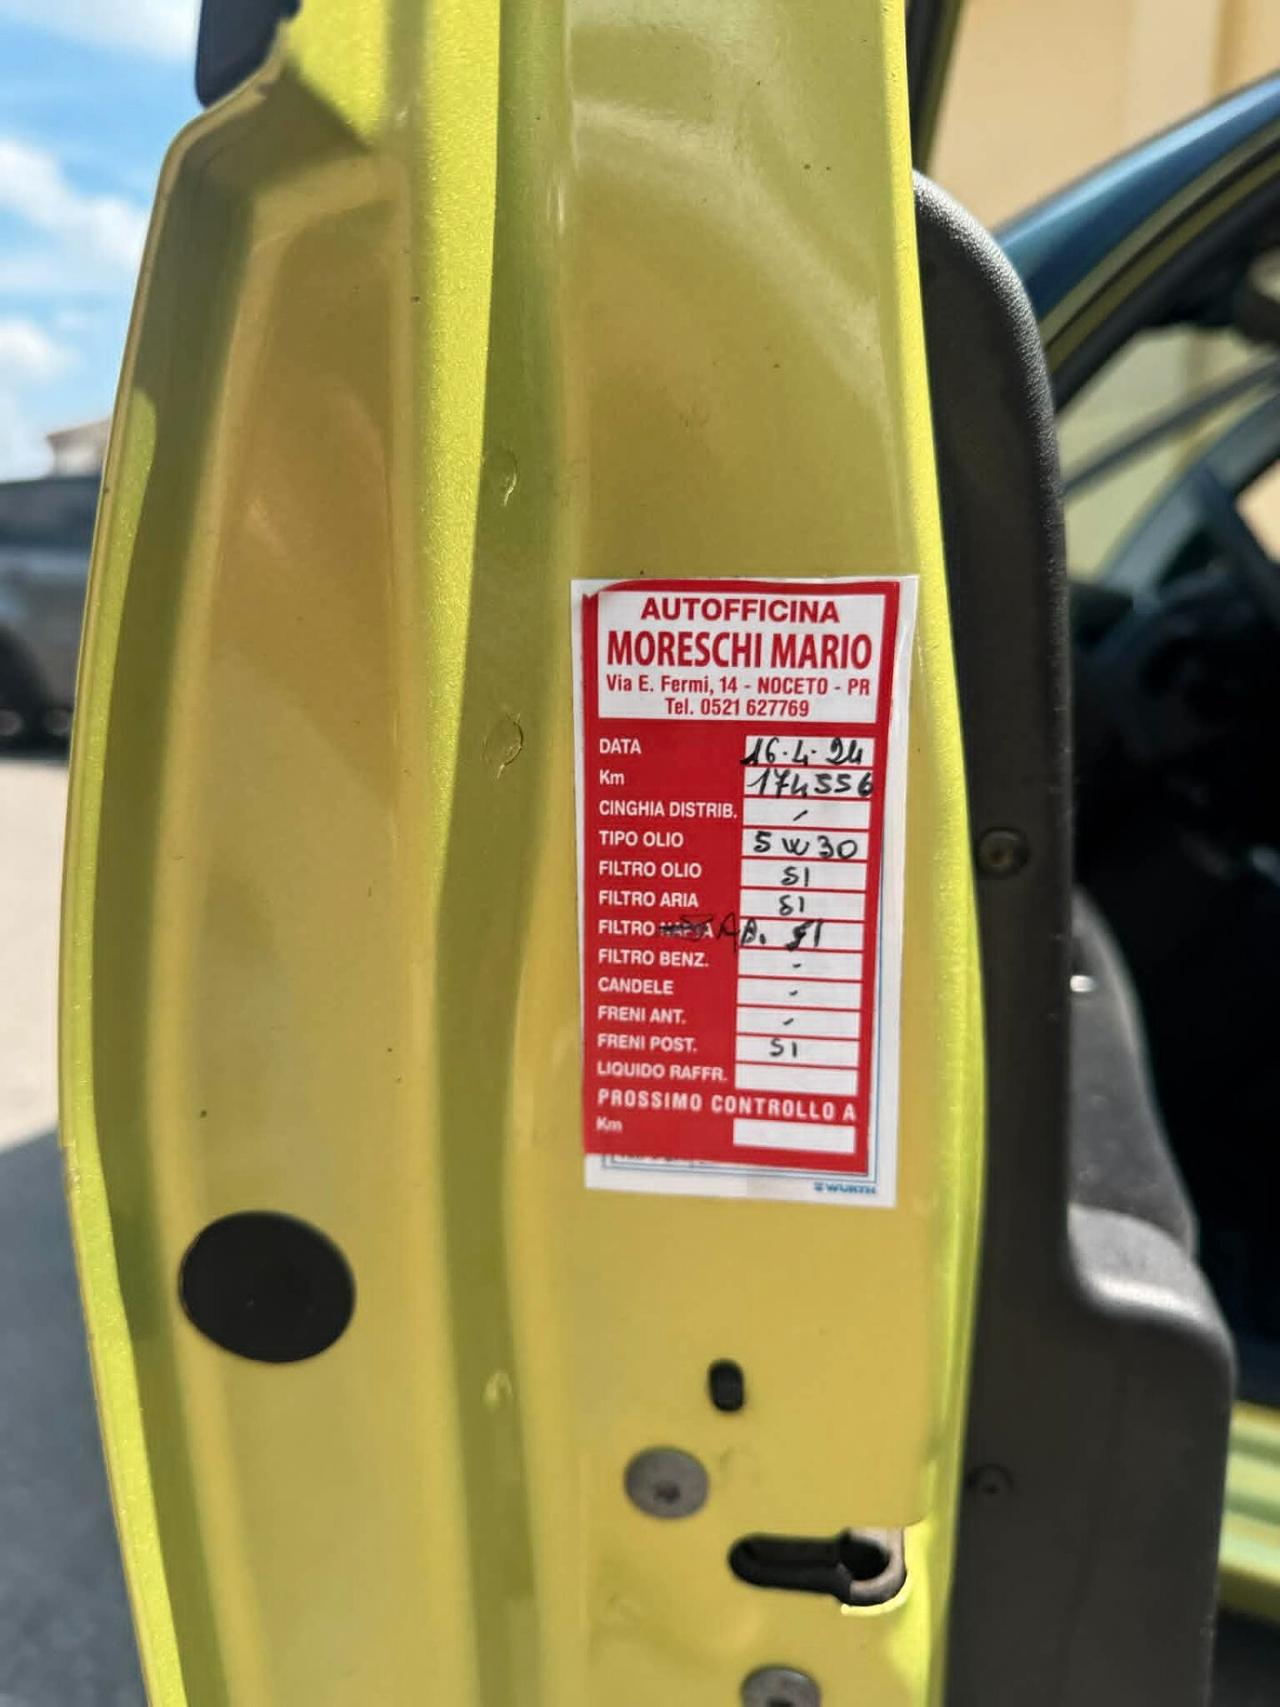 AUTOFFICINA
MORESCHI MARIO
Via E. Fermi, 14 - NOCETO - PR
Tel. 0521 627769
DATA 16-4-24
Km 174556
CINGHIA DISTRIB. -
TIPO OLIO 5W30
FILTRO OLIO SI
FILTRO ARIA SI
FILTRO AB. SI
FILTRO BENZ. -
CANDELE -
FRENI ANT. -
FRENI POST. SI
LIQUIDO RAFFR.
PROSSIMO CONTROLLO A
Km
WÜRTH